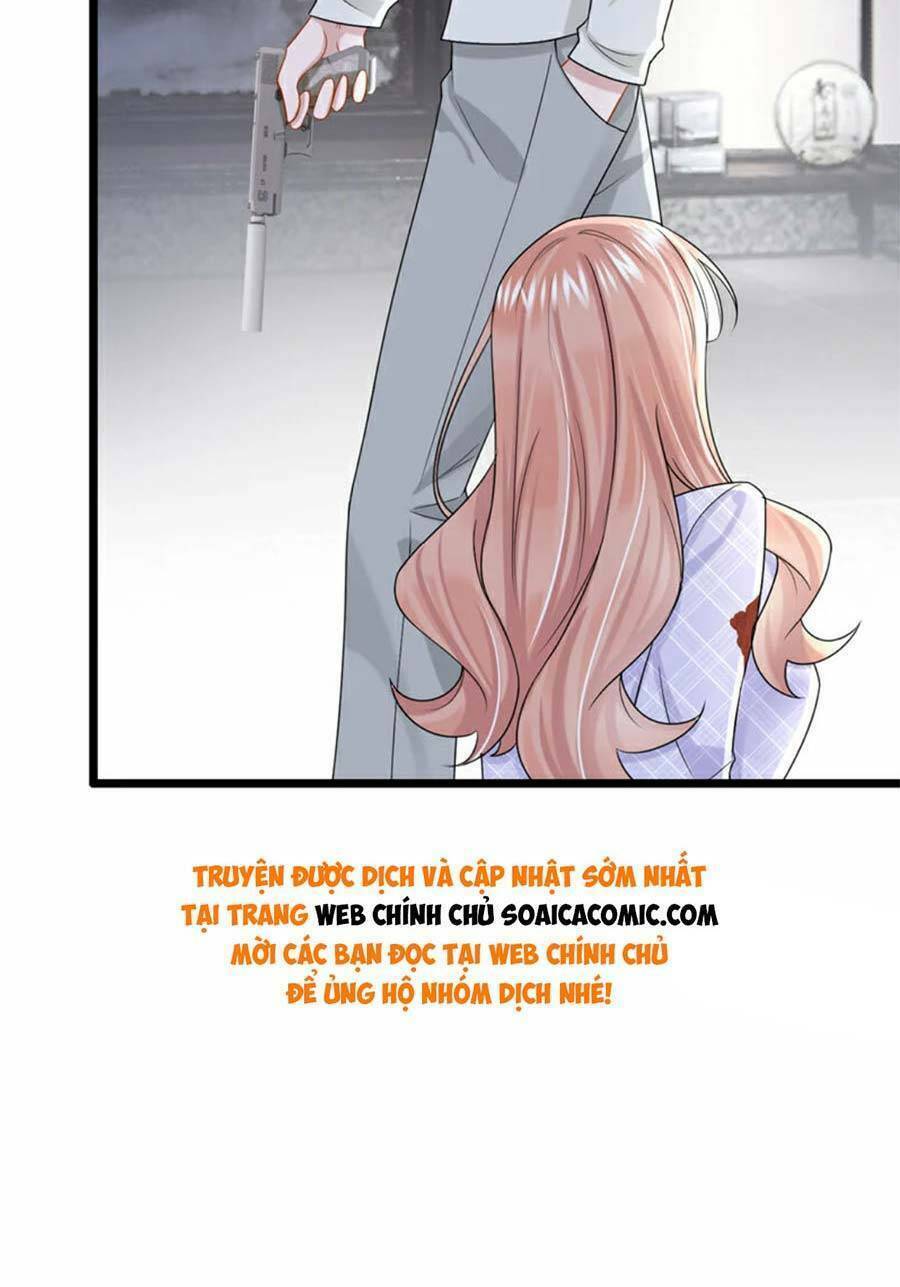 TRUYỆN ĐƯỢC DỊCH VÀ CẬP NHẬT SỚM NHẤT
TẠI TRANG WEB CHÍNH CHỦ SOAICACOMIC.COM
MỜI CÁC BẠN ĐỌC TẠI WEB CHÍNH CHỦ
ĐỂ ỦNG HỘ NHÓM DỊCH NHÉ!